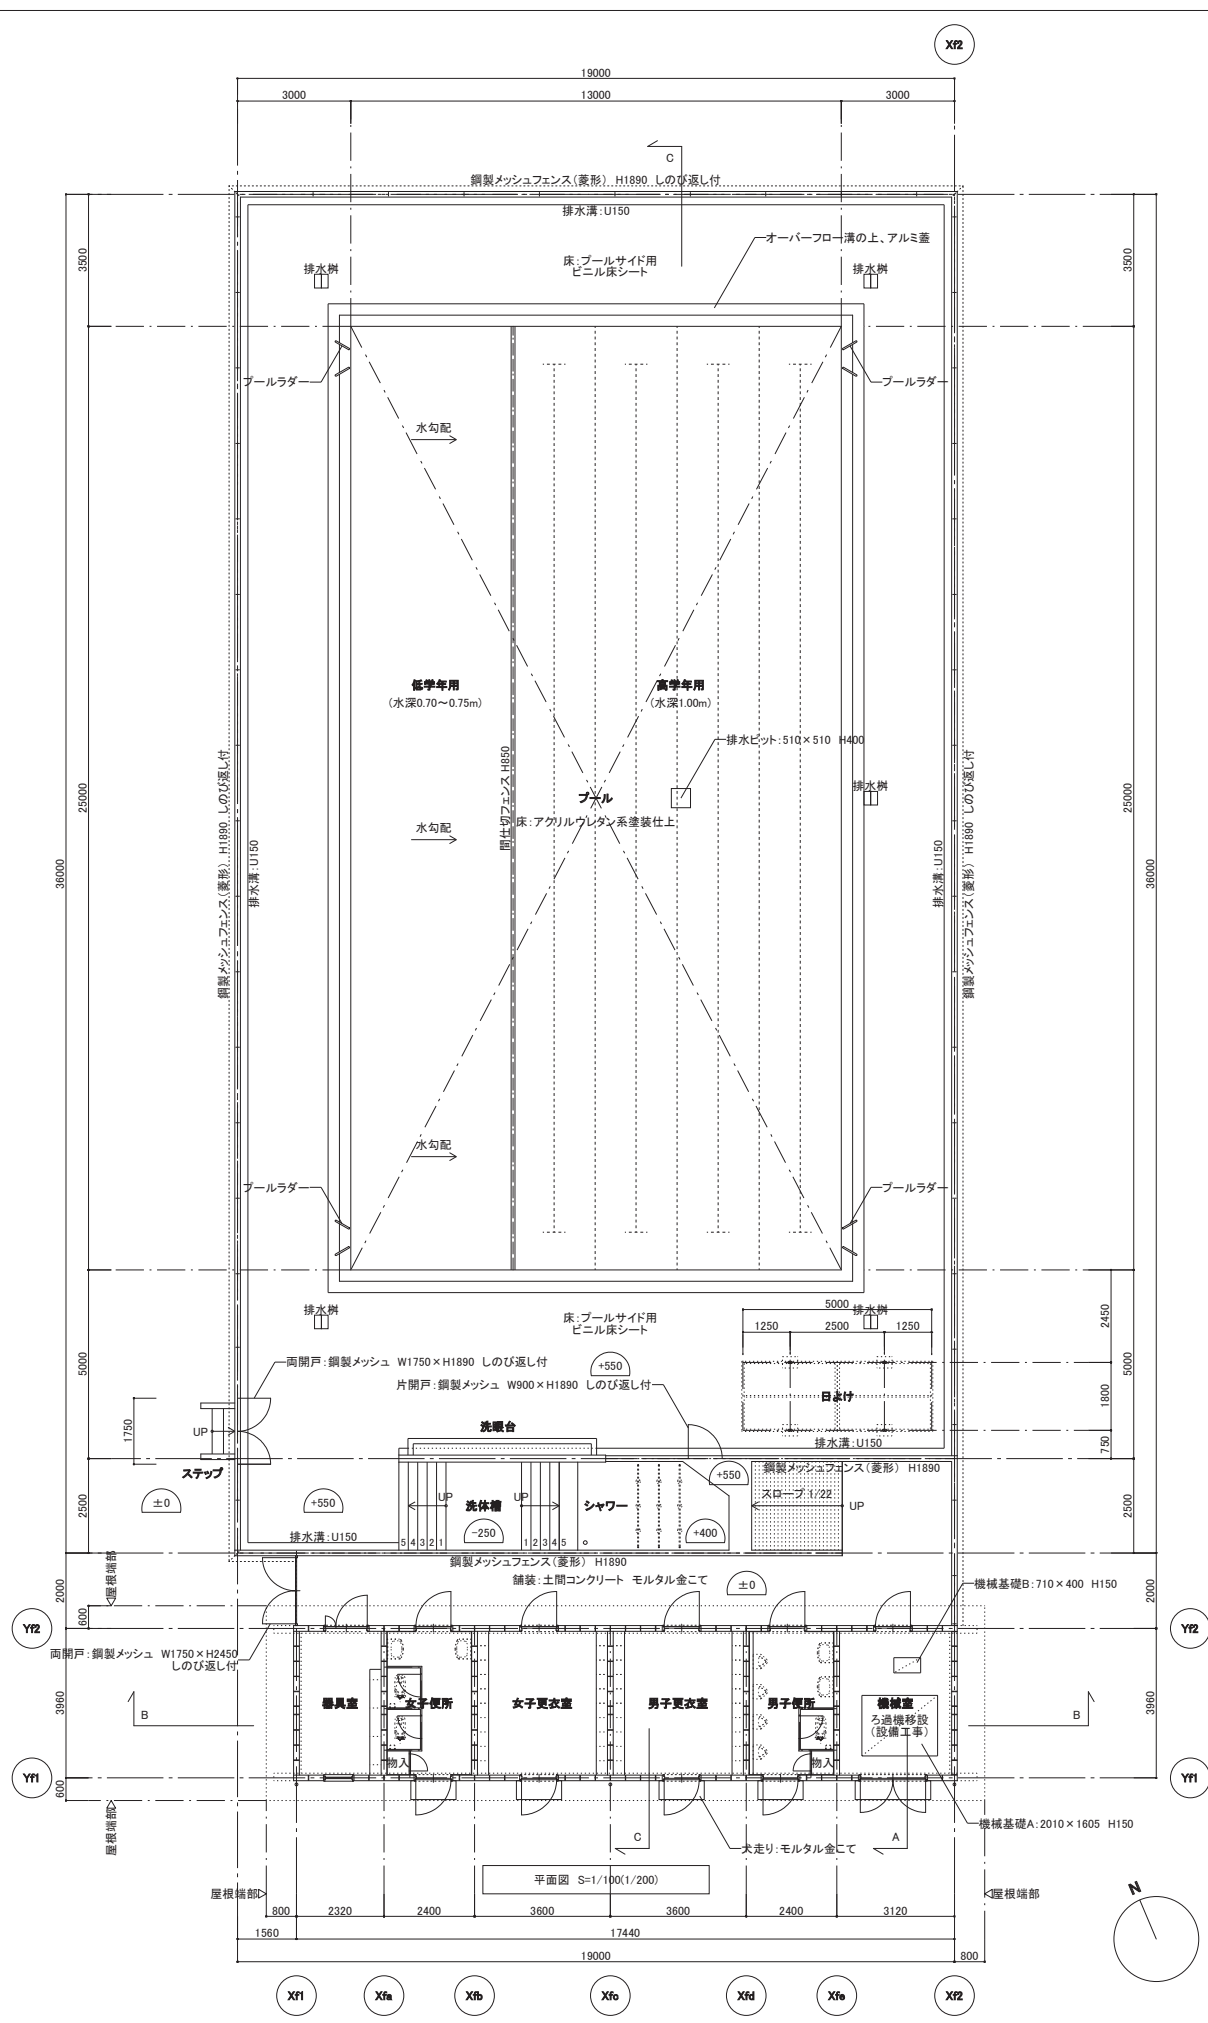 Xf2
19000
3000
13000
3000
C
鋼製メッシュフェンス(菱形) H1890 しのび返し付
排水溝:U150
オーバーフロー溝の上、アルミ蓋
床:プールサイド用
ビニル床シート
排水桝
排水桝
3500
3500
プールラダー
プールラダー
水勾配
低学年用
(水深0.70～0.75m)
高学年用
(水深1.00m)
排水ピット:510×510 H400
間仕切フェンス H850
プール
床:アクリルウレタン系塗装仕上
排水桝
水勾配
25000
25000
36000
36000
鋼製メッシュフェンス(菱形) H1890 しのび返し付
排水溝:U150
排水溝:U150
鋼製メッシュフェンス(菱形) H1890 しのび返し付
水勾配
プールラダー
プールラダー
排水桝
床:プールサイド用
ビニル床シート
5000
排水桝
1250
2500
1250
2450
5000
5000
1800
750
両開戸:鋼製メッシュ W1750×H1890 しのび返し付
+550
片開戸:鋼製メッシュ W900×H1890 しのび返し付
日よけ
1750
UP
洗眼台
排水溝:U150
ステップ
鋼製メッシュフェンス(菱形) H1890
±0
+550
UP
洗体槽
UP
シャワー
+550
スロープ 1/22
UP
2500
2500
-250
+400
排水溝:U150
5 4 3 2 1
1 2 3 4 5
鋼製メッシュフェンス(菱形) H1890
舗装:土間コンクリート モルタル金こて
±0
機械基礎B:710×400 H150
屋根端部
2000
600
2000
Yf2
Yf2
両開戸:鋼製メッシュ W1750×H2450
しのび返し付
器具室
女子便所
女子更衣室
男子更衣室
男子便所
機械室
ろ過機移設
(設備工事)
B
B
3960
3960
物入
物入
Yf1
Yf1
600
屋根端部
機械基礎A:2010×1605 H150
C
A
犬走り:モルタル金こて
平面図 S=1/100(1/200)
屋根端部
屋根端部
N
800
2320
2400
3600
3600
2400
3120
1560
17440
19000
800
Xf1
Xfa
Xfb
Xfc
Xfd
Xfe
Xf2